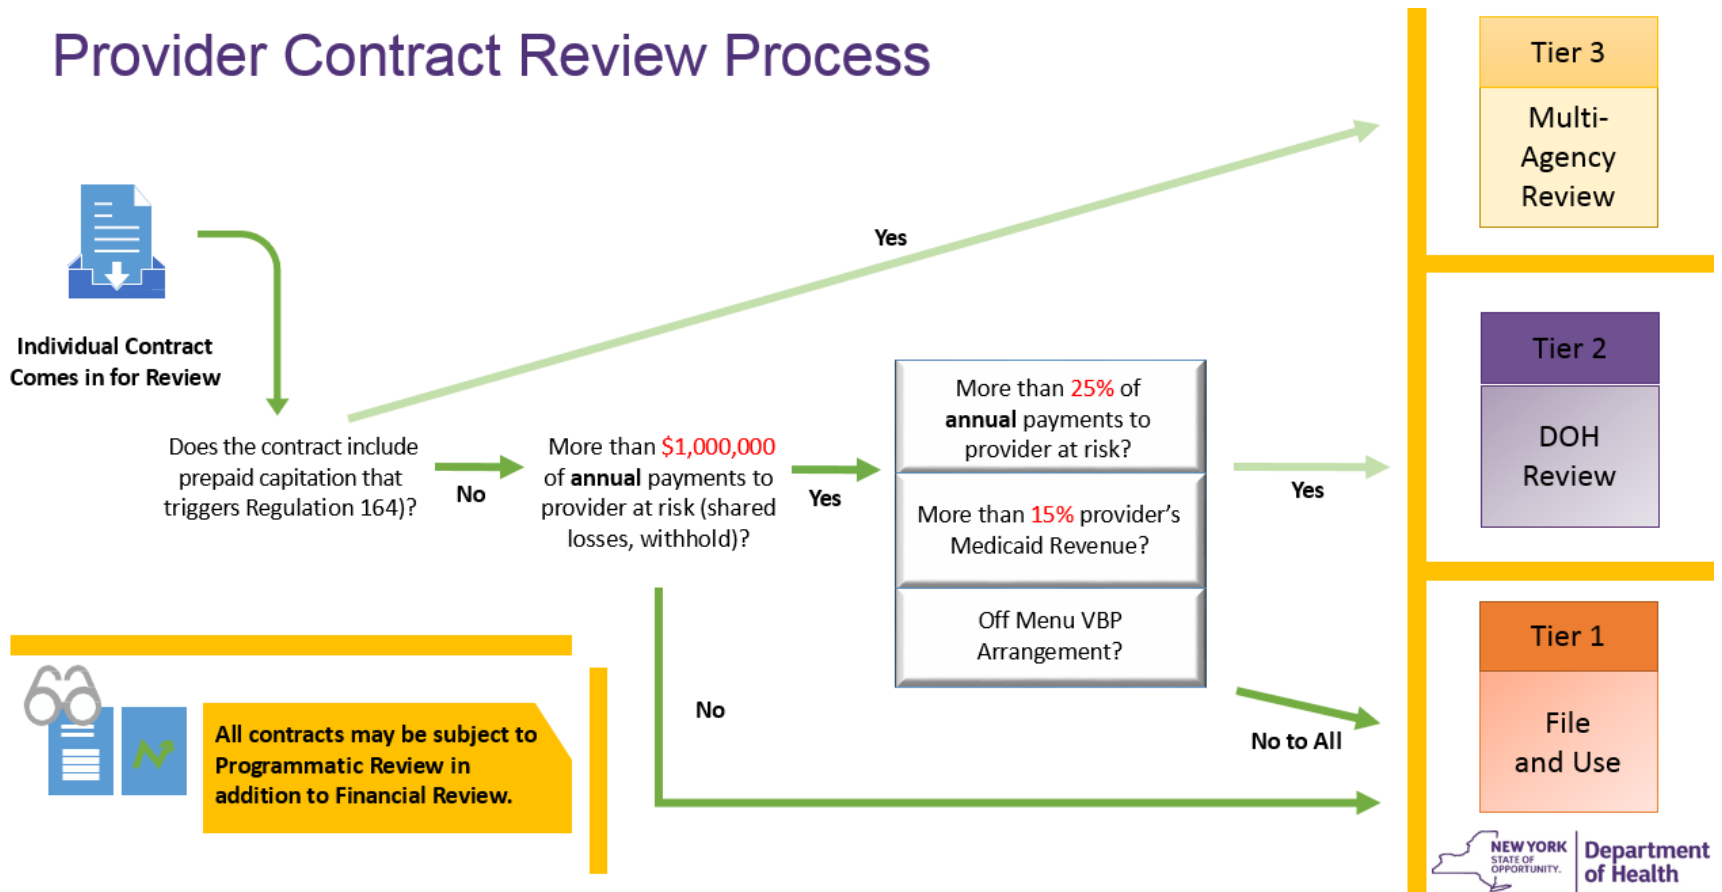 Provider Contract Review Process
Individual Contract
Comes in for Review
Does the contract include
prepaid capitation that
triggers Regulation 164)?
No
Yes
More than $1,000,000
of annual payments to
provider at risk (shared
losses, withhold)?
Yes
No
More than 25% of
annual payments to
provider at risk?
More than 15% provider’s
Medicaid Revenue?
Off Menu VBP
Arrangement?
Yes
No to All
Tier 3
Multi-
Agency
Review
Tier 2
DOH
Review
Tier 1
File
and Use
All contracts may be subject to
Programmatic Review in
addition to Financial Review.
NEW YORK
STATE OF
OPPORTUNITY.
Department
of Health